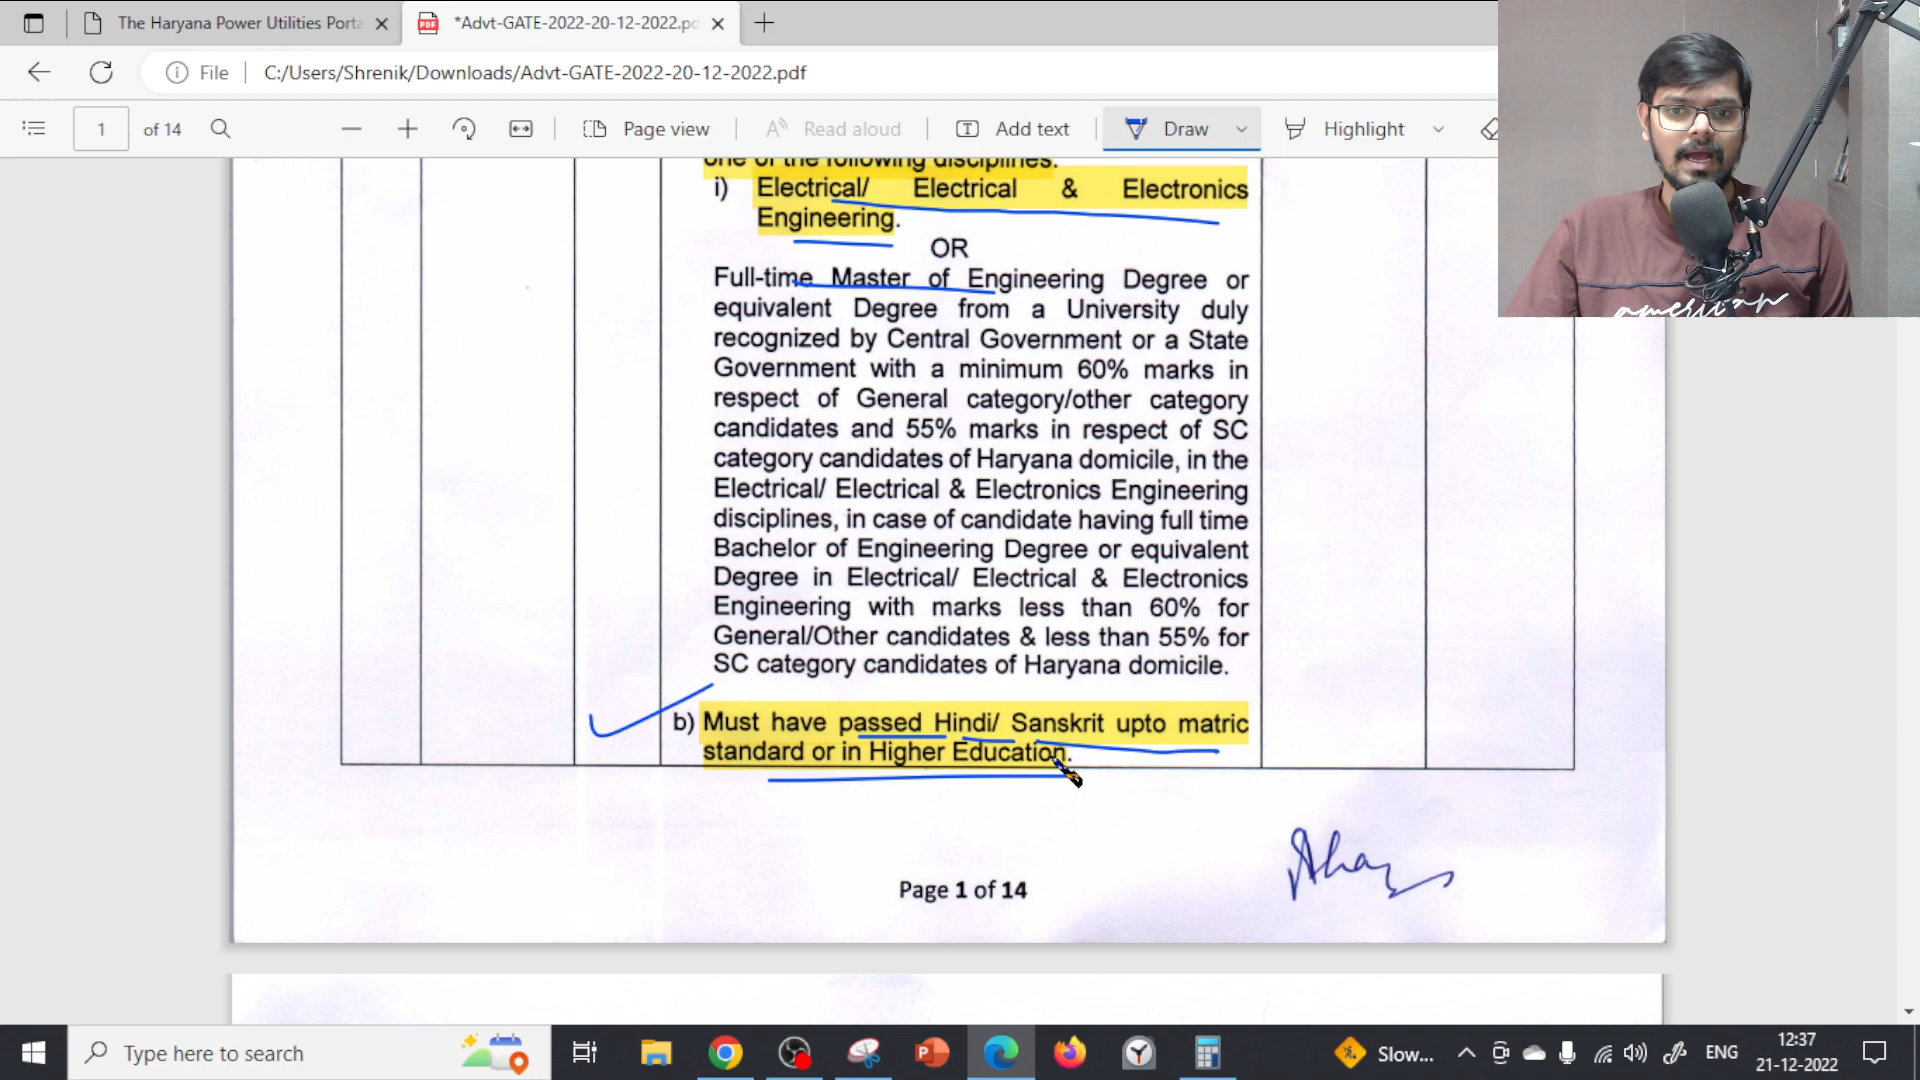 The Haryana Power Utilities Porta
*Advt-GATE-2022-20-12-2022.pd
File
C:/Users/Shrenik/Downloads/Advt-GATE-2022-20-12-2022.pdf
1 of 14
Page view
Read aloud
Add text
Draw
Highlight
one of the following disciplines.
i) Electrical/ Electrical & Electronics
Engineering.
OR
Full-time Master of Engineering Degree or
equivalent Degree from a University duly
recognized by Central Government or a State
Government with a minimum 60% marks in
respect of General category/other category
candidates and 55% marks in respect of SC
category candidates of Haryana domicile, in the
Electrical/ Electrical & Electronics Engineering
disciplines, in case of candidate having full time
Bachelor of Engineering Degree or equivalent
Degree in Electrical/ Electrical & Electronics
Engineering with marks less than 60% for
General/Other candidates & less than 55% for
SC category candidates of Haryana domicile.
b) Must have passed Hindi/ Sanskrit upto matric
standard or in Higher Education.
Page 1 of 14
american
Type here to search
Slow...
ENG
12:37
21-12-2022